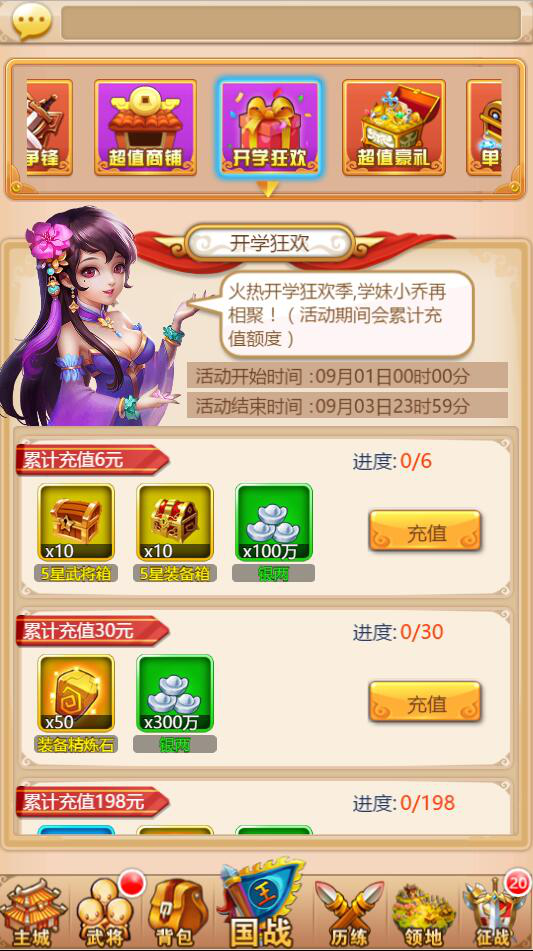 争锋
超值商铺
开学狂欢
超值豪礼
单
开学狂欢
火热开学狂欢季,学妹小乔再
相聚！（活动期间会累计充
值额度）
活动开始时间 :09月01日00时00分
活动结束时间 :09月03日23时59分
累计充值6元
进度:0/6
x10
x10
x100万
充值
5星武将箱
5星装备箱
银两
累计充值30元
进度:0/30
x50
x300万
充值
装备精炼石
银两
累计充值198元
进度:0/198
20
王
主城
武将
背包
国战
历练
领地
征战